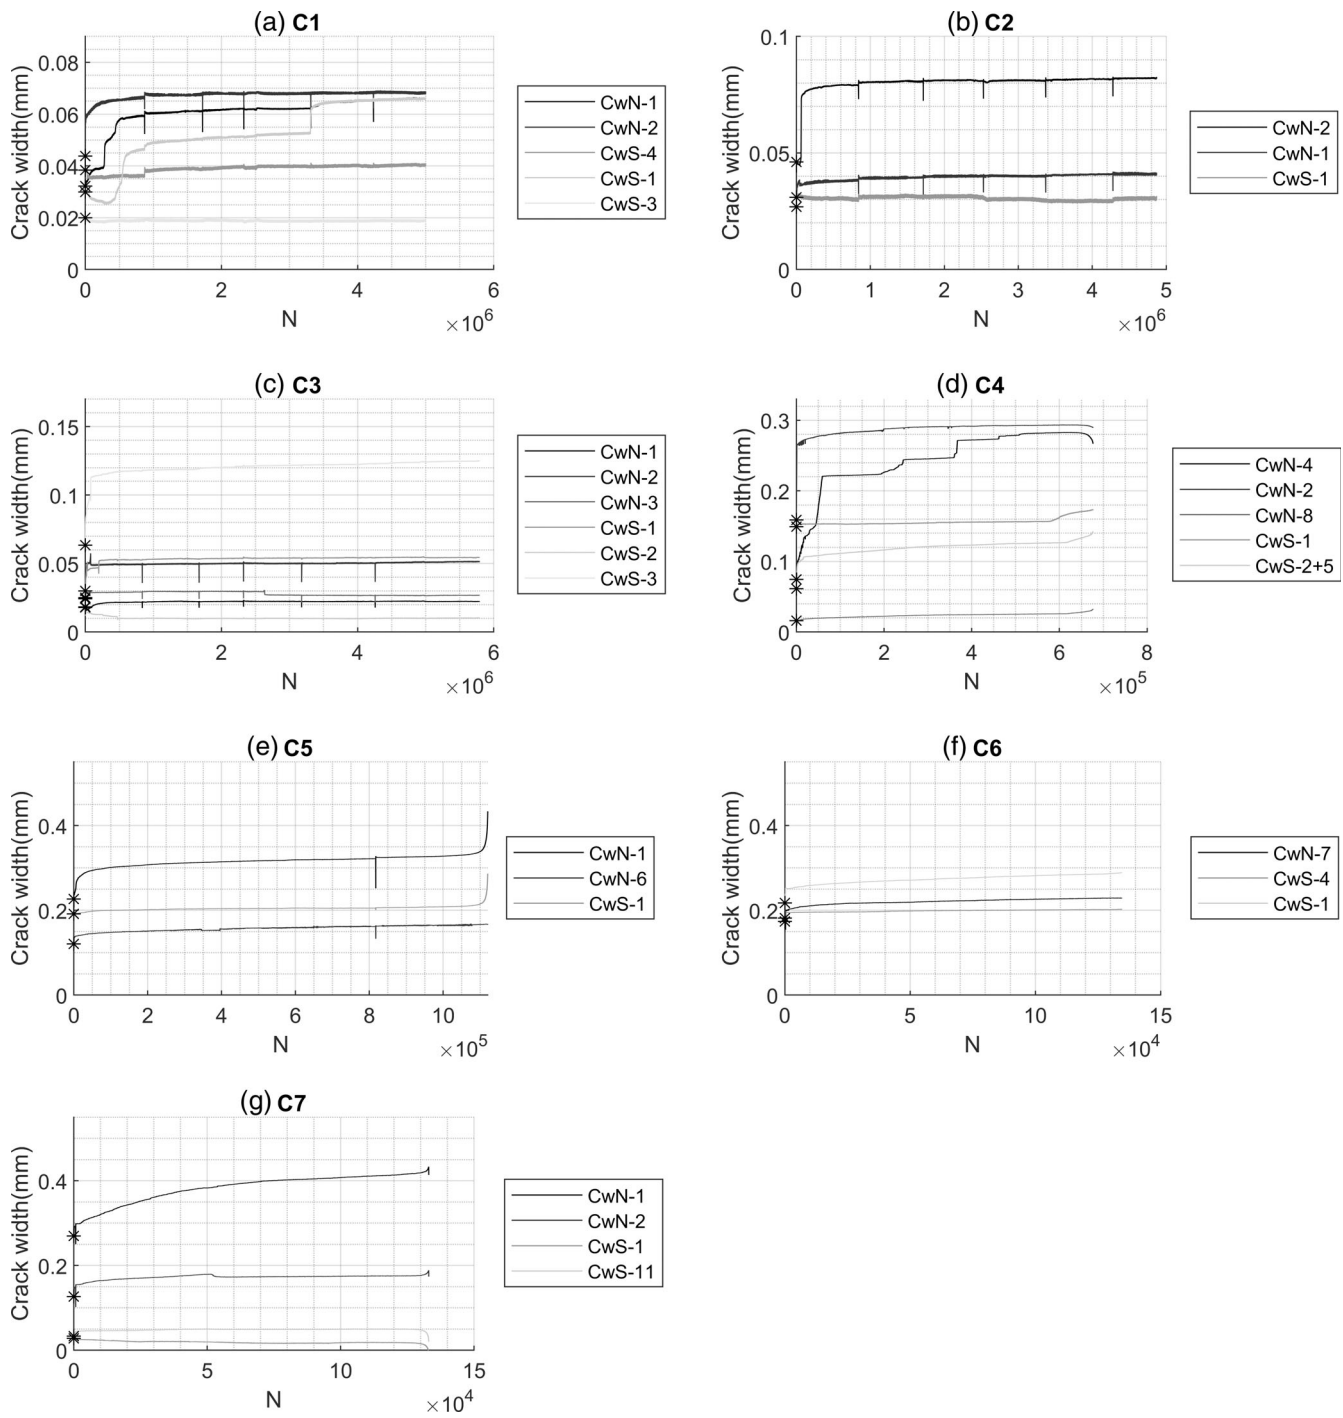 (a) C1
Crack width(mm)
0.08
0.06
0.04
0.02
0
0 2 4 6
N ×10^6
CwN-1
CwN-2
CwS-4
CwS-1
CwS-3
(b) C2
Crack width(mm)
0.1
0.05
0
0 1 2 3 4 5
N ×10^6
CwN-2
CwN-1
CwS-1
(c) C3
Crack width(mm)
0.15
0.1
0.05
0
0 2 4 6
N ×10^6
CwN-1
CwN-2
CwN-3
CwS-1
CwS-2
CwS-3
(d) C4
Crack width(mm)
0.3
0.2
0.1
0
0 2 4 6 8
N ×10^5
CwN-4
CwN-2
CwN-8
CwS-1
CwS-2+5
(e) C5
Crack width(mm)
0.4
0.2
0
0 2 4 6 8 10
N ×10^5
CwN-1
CwN-6
CwS-1
(f) C6
Crack width(mm)
0.4
0.2
0
0 5 10 15
N ×10^4
CwN-7
CwS-4
CwS-1
(g) C7
Crack width(mm)
0.4
0.2
0
0 5 10 15
N ×10^4
CwN-1
CwN-2
CwS-1
CwS-11